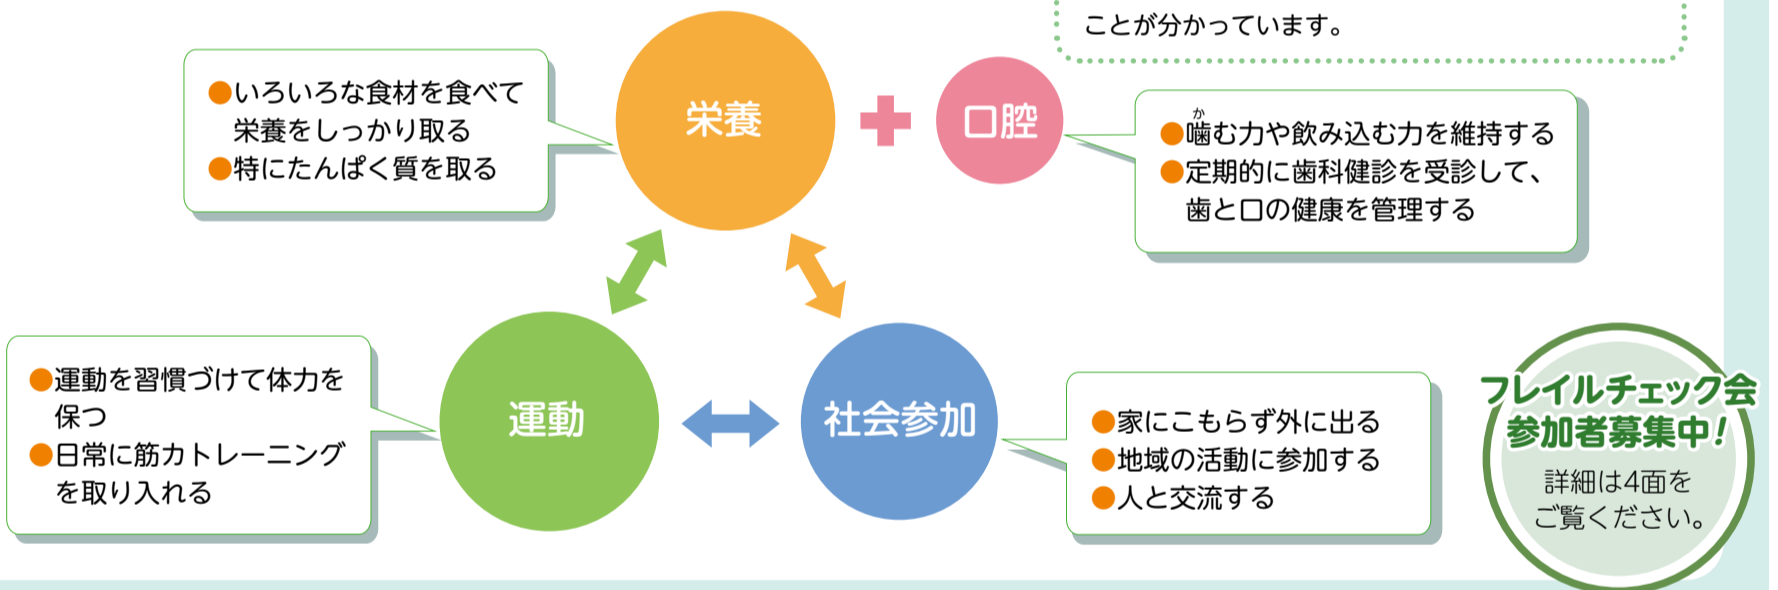 ことが分かっています。
●いろいろな食材を食べて
栄養をしっかり取る
●特にたんぱく質を取る
栄養
口腔
か
●噛む力や飲み込む力を維持する
●定期的に歯科健診を受診して、
歯と口の健康を管理する
●運動を習慣づけて体力を
保つ
●日常に筋力トレーニング
を取り入れる
運動
社会参加
●家にこもらず外に出る
●地域の活動に参加する
●人と交流する
フレイルチェック会
参加者募集中!
詳細は4面を
ご覧ください。